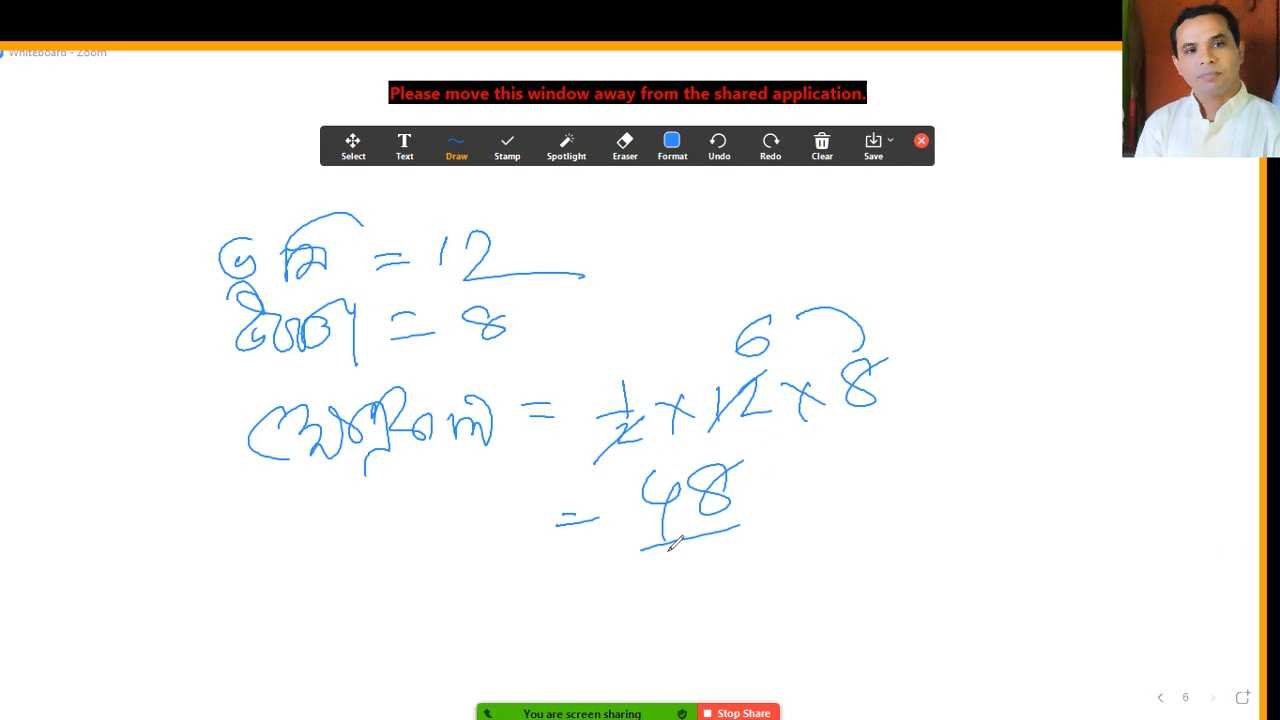 Whiteboard - Zoom
Please move this window away from the shared application.
Select Text Draw Stamp Spotlight Eraser Format Undo Redo Clear Save
= 12
= 8
6
= 1/2 × 12 × 8
= 48
6
You are screen sharing Stop Share